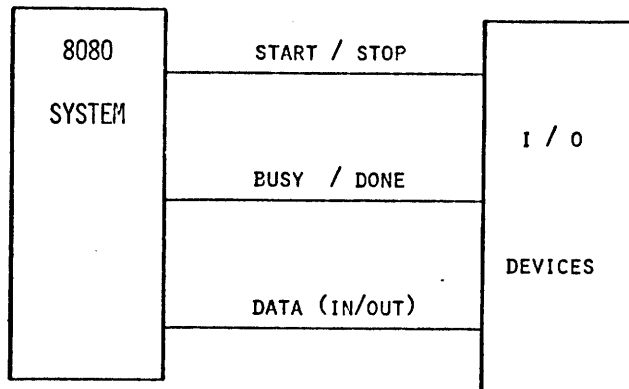 8080
SYSTEM
START / STOP
BUSY / DONE
DATA (IN/OUT)
I / O
DEVICES